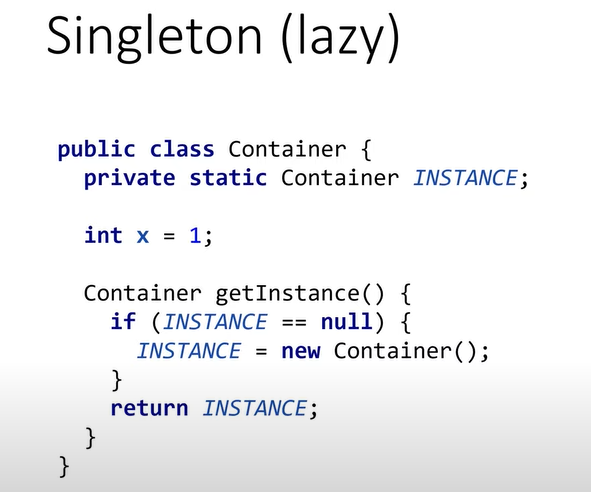 Singleton (lazy)
public class Container {
private static Container INSTANCE;
int x = 1;
Container getInstance() {
if (INSTANCE == null) {
INSTANCE = new Container();
}
return INSTANCE;
}
}